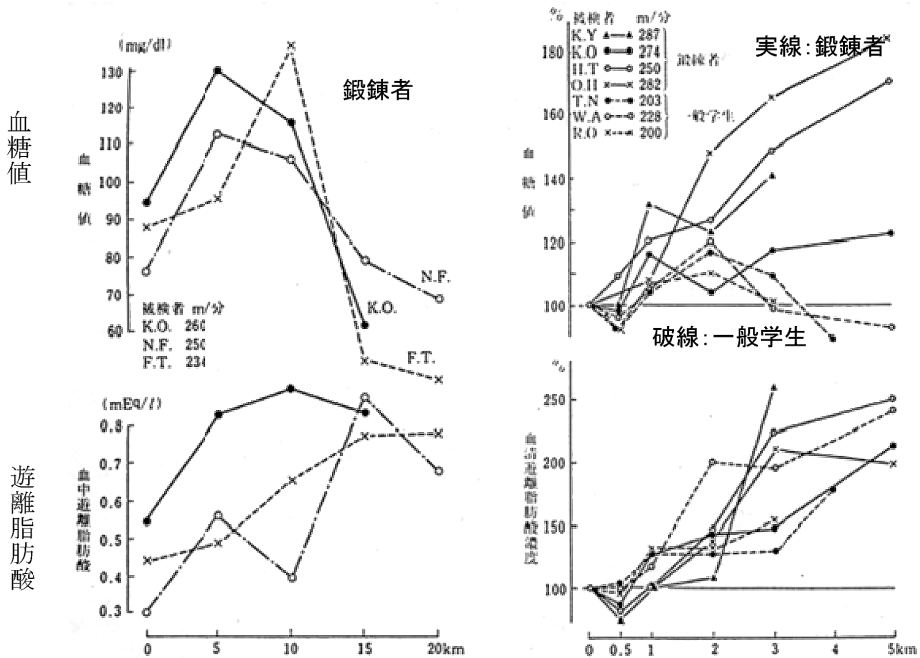 (mg/dl)
130
120
110
100
90
80
70
60
血糖値
血糖値
鍛錬者
N.F.
K.O.
F.T.
被検者 m/分
K.O. 260
N.F. 250
F.T. 234
(mEq/l)
0.8
0.7
0.6
0.5
0.4
0.3
遊離脂肪酸
血中遊離脂肪酸
0 5 10 15 20km
%
180
160
140
120
100
血糖値
被検者 m/分
K.Y 287
K.O 274
H.T 250
O.H 282
鍛錬者
T.N 203
W.A 228
R.O 200
一般学生
実線:鍛錬者
破線:一般学生
%
250
200
150
100
血清遊離脂肪酸濃度
0 0.5 1 2 3 4 5km